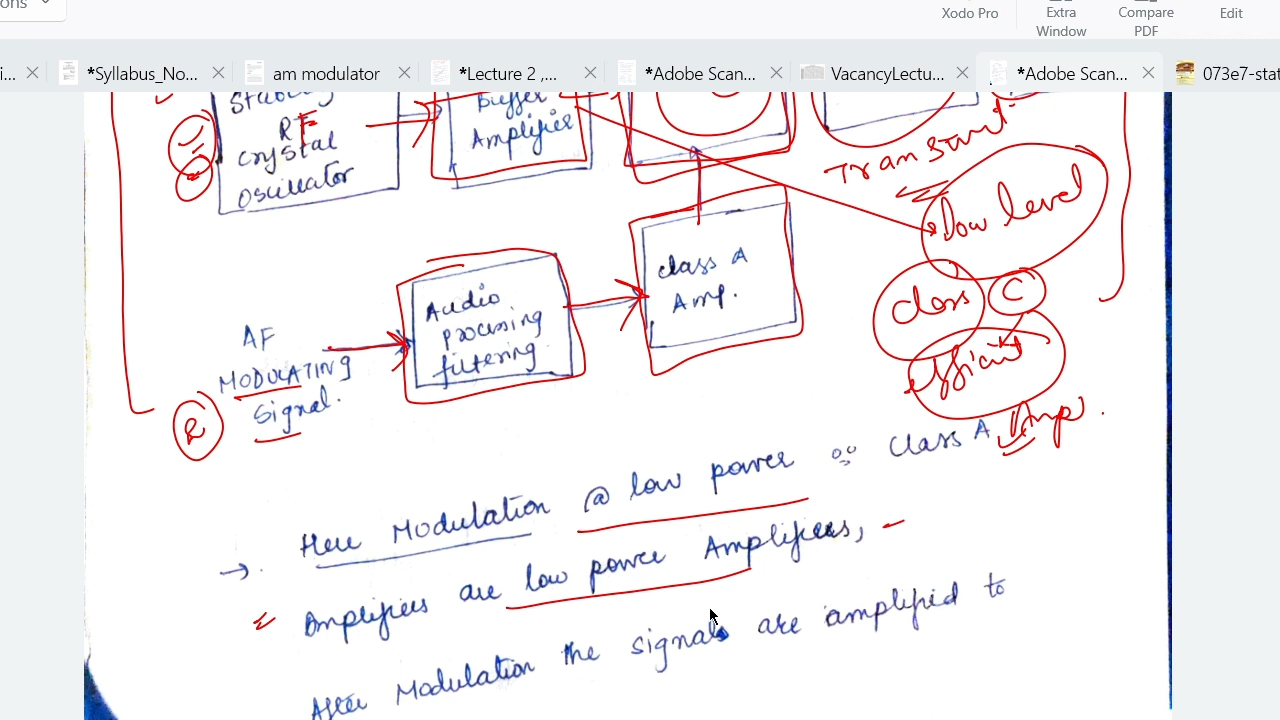 ons
Xodo Pro
Extra
Window
Compare
PDF
Edit
i...
*Syllabus_No...
am modulator
*Lecture 2 ,...
*Adobe Scan...
VacancyLectu...
*Adobe Scan...
073e7-stat
RF
crystal
oscillator
Buffer
Amplifier
Low level
class A
Amp.
class C
efficient
Amp.
Audio
processing
filtering
AF
MODULATING
Signal.
→. Here Modulation @ low power ∵ Class A
Amplifiers are low power Amplifiers,
After Modulation the signals are amplified to